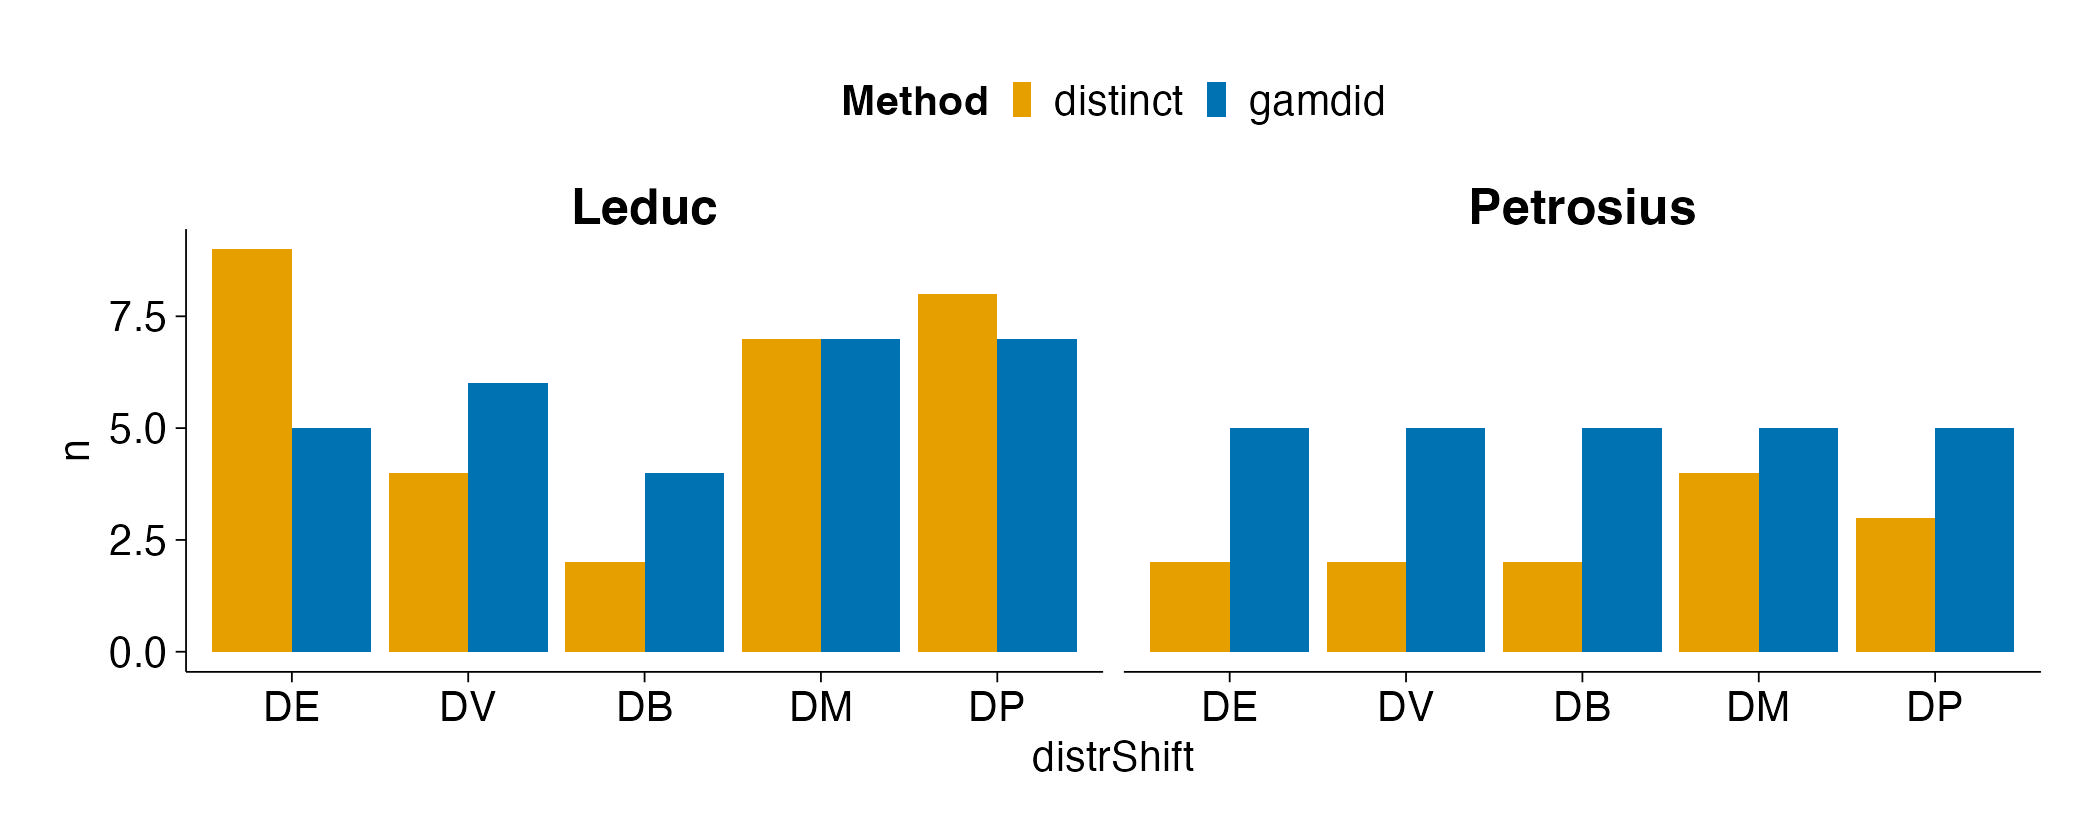 Method distinct gamdid
Leduc Petrosius
7.5
5.0
2.5
0.0
n
DE DV DB DM DP DE DV DB DM DP
distrShift